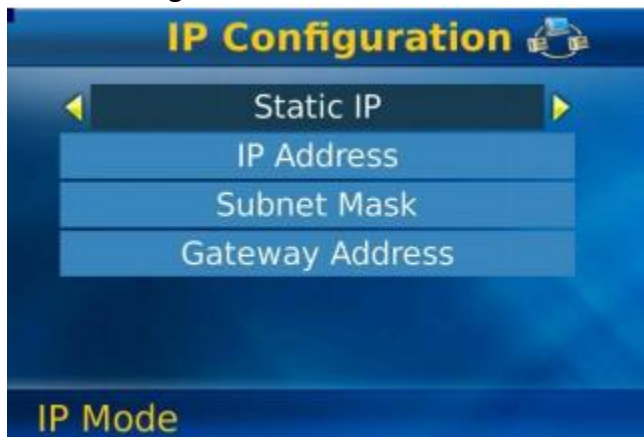 IP Configuration
Static IP
IP Address
Subnet Mask
Gateway Address
IP Mode